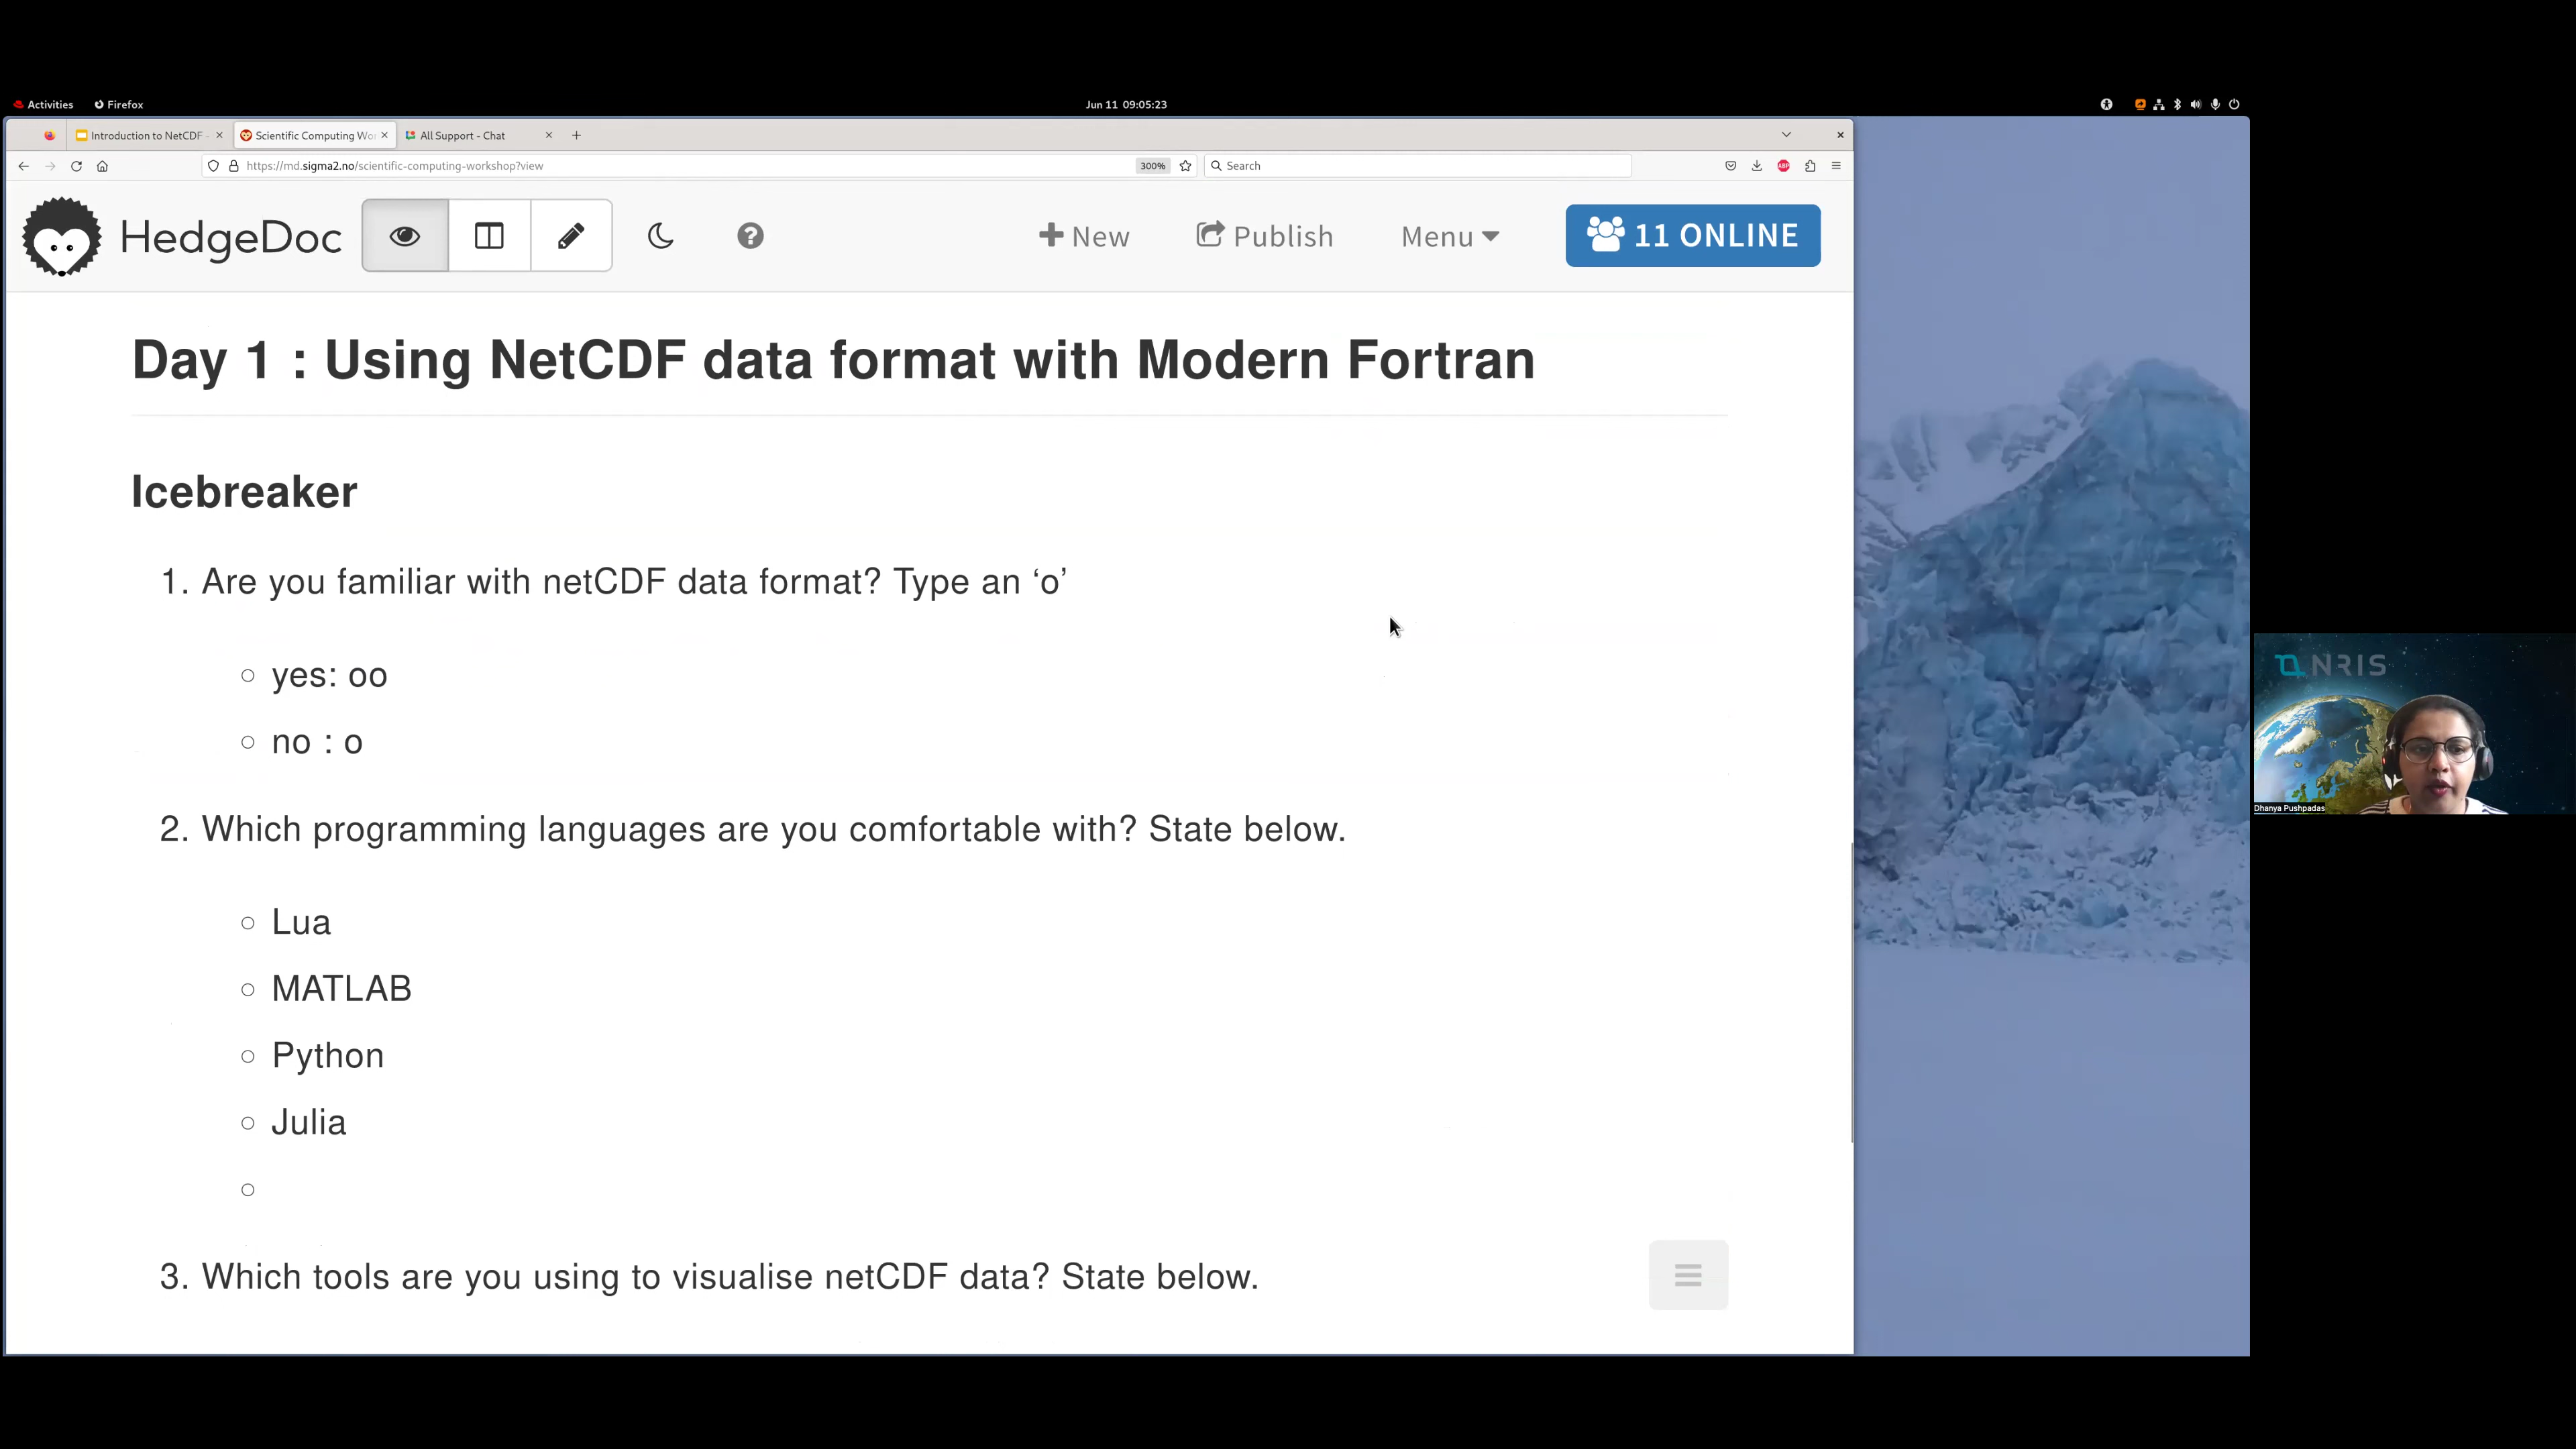 Activities Firefox Jun 11 09:05:23
Introduction to NetCDF - Scientific Computing Wor All Support - Chat
https://md.sigma2.no/scientific-computing-workshop?view 300% Search
HedgeDoc New Publish Menu 11 ONLINE
Day 1 : Using NetCDF data format with Modern Fortran
Icebreaker
1. Are you familiar with netCDF data format? Type an ‘o’
yes: oo
no : o
2. Which programming languages are you comfortable with? State below.
Lua
MATLAB
Python
Julia
3. Which tools are you using to visualise netCDF data? State below.
NRIS
Dhanya Pushpadas